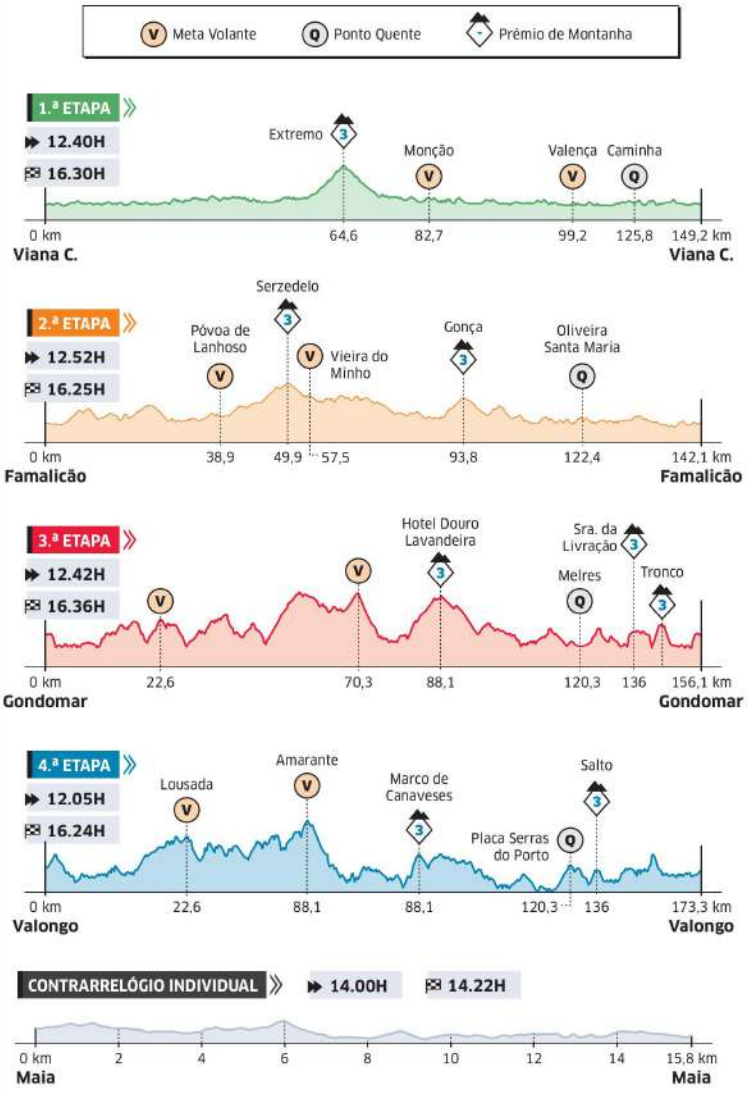 V Meta Volante Q Ponto Quente - Prémio de Montanha
1.ª ETAPA
12.40H
16.30H
Extremo 3
Monção
V
Valença Caminha
V Q
0 km 64,6 82,7 99,2 125,8 149,2 km
Viana C. Viana C.
2.ª ETAPA
12.52H
16.25H
Póvoa de
Lanhoso
V
Serzedelo
3
V Vieira do
Minho
Gonça
3
Oliveira
Santa Maria
Q
0 km 38,9 49,9 57,5 93,8 122,4 142,1 km
Famalicão Famalicão
3.ª ETAPA
12.42H
16.36H
V
V
Hotel Douro
Lavandeira
3
Melres
Q
Sra. da
Livração 3
Tronco
3
0 km 22,6 70,3 88,1 120,3 136 156,1 km
Gondomar Gondomar
4.ª ETAPA
12.05H
16.24H
Lousada
V
Amarante
V
Marco de
Canaveses
3
Placa Serras
do Porto
Q
Salto
3
0 km 22,6 88,1 88,1 120,3 136 173,3 km
Valongo Valongo
CONTRARRELÓGIO INDIVIDUAL 14.00H 14.22H
0 km 2 4 6 8 10 12 14 15,8 km
Maia Maia